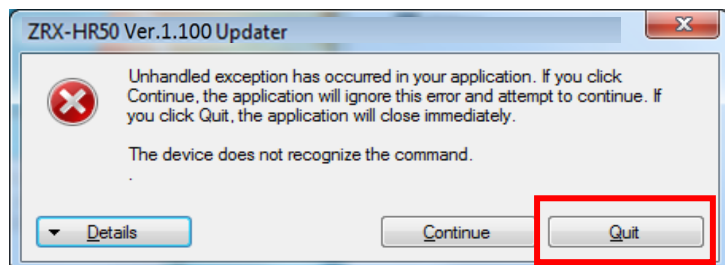 ZRX-HR50 Ver.1.100 Updater
Unhandled exception has occurred in your application. If you click
Continue, the application will ignore this error and attempt to continue. If
you click Quit, the application will close immediately.
The device does not recognize the command.
.
Details
Continue
Quit